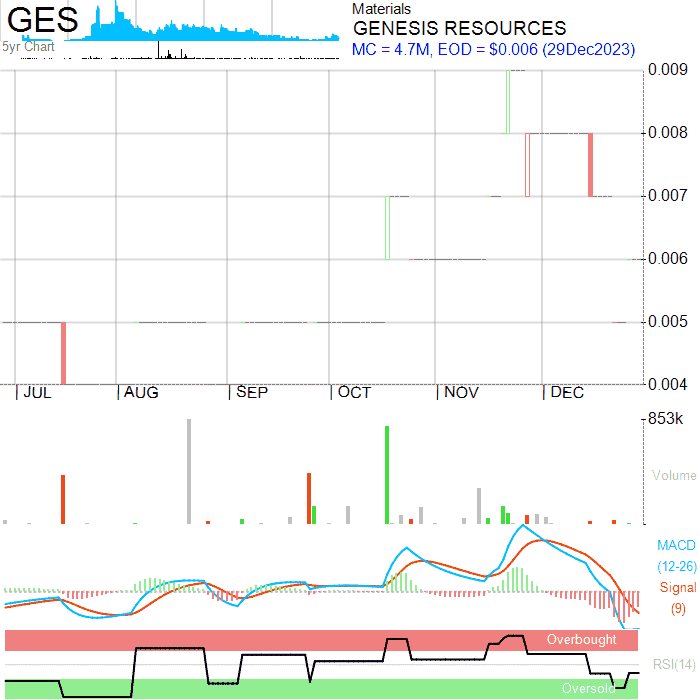 GES
5yr Chart
Materials
GENESIS RESOURCES
MC = 4.7M, EOD = $0.006 (29Dec2023)
0.009
0.008
0.007
0.006
0.005
0.004
|JUL |AUG |SEP |OCT |NOV |DEC
853k
Volume
MACD
(12-26)
Signal
(9)
Overbought
RSI(14)
Oversold